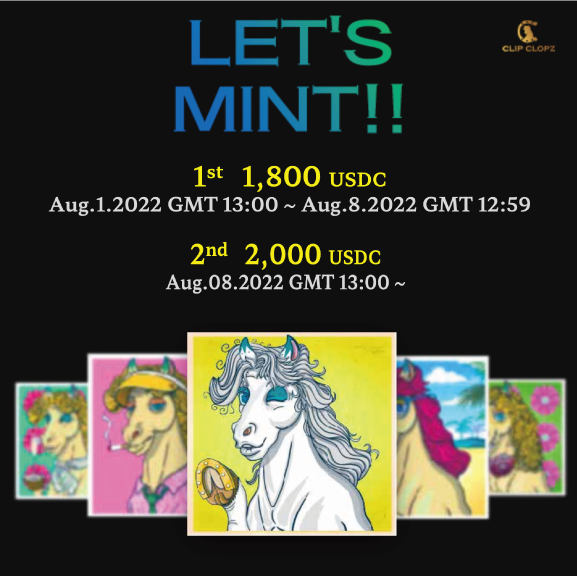 LET'S
CLIP CLOPZ
MINT!!
1st 1,800 USDC
Aug.1.2022 GMT 13:00 ~ Aug.8.2022 GMT 12:59
2nd 2,000 USDC
Aug.08.2022 GMT 13:00 ~